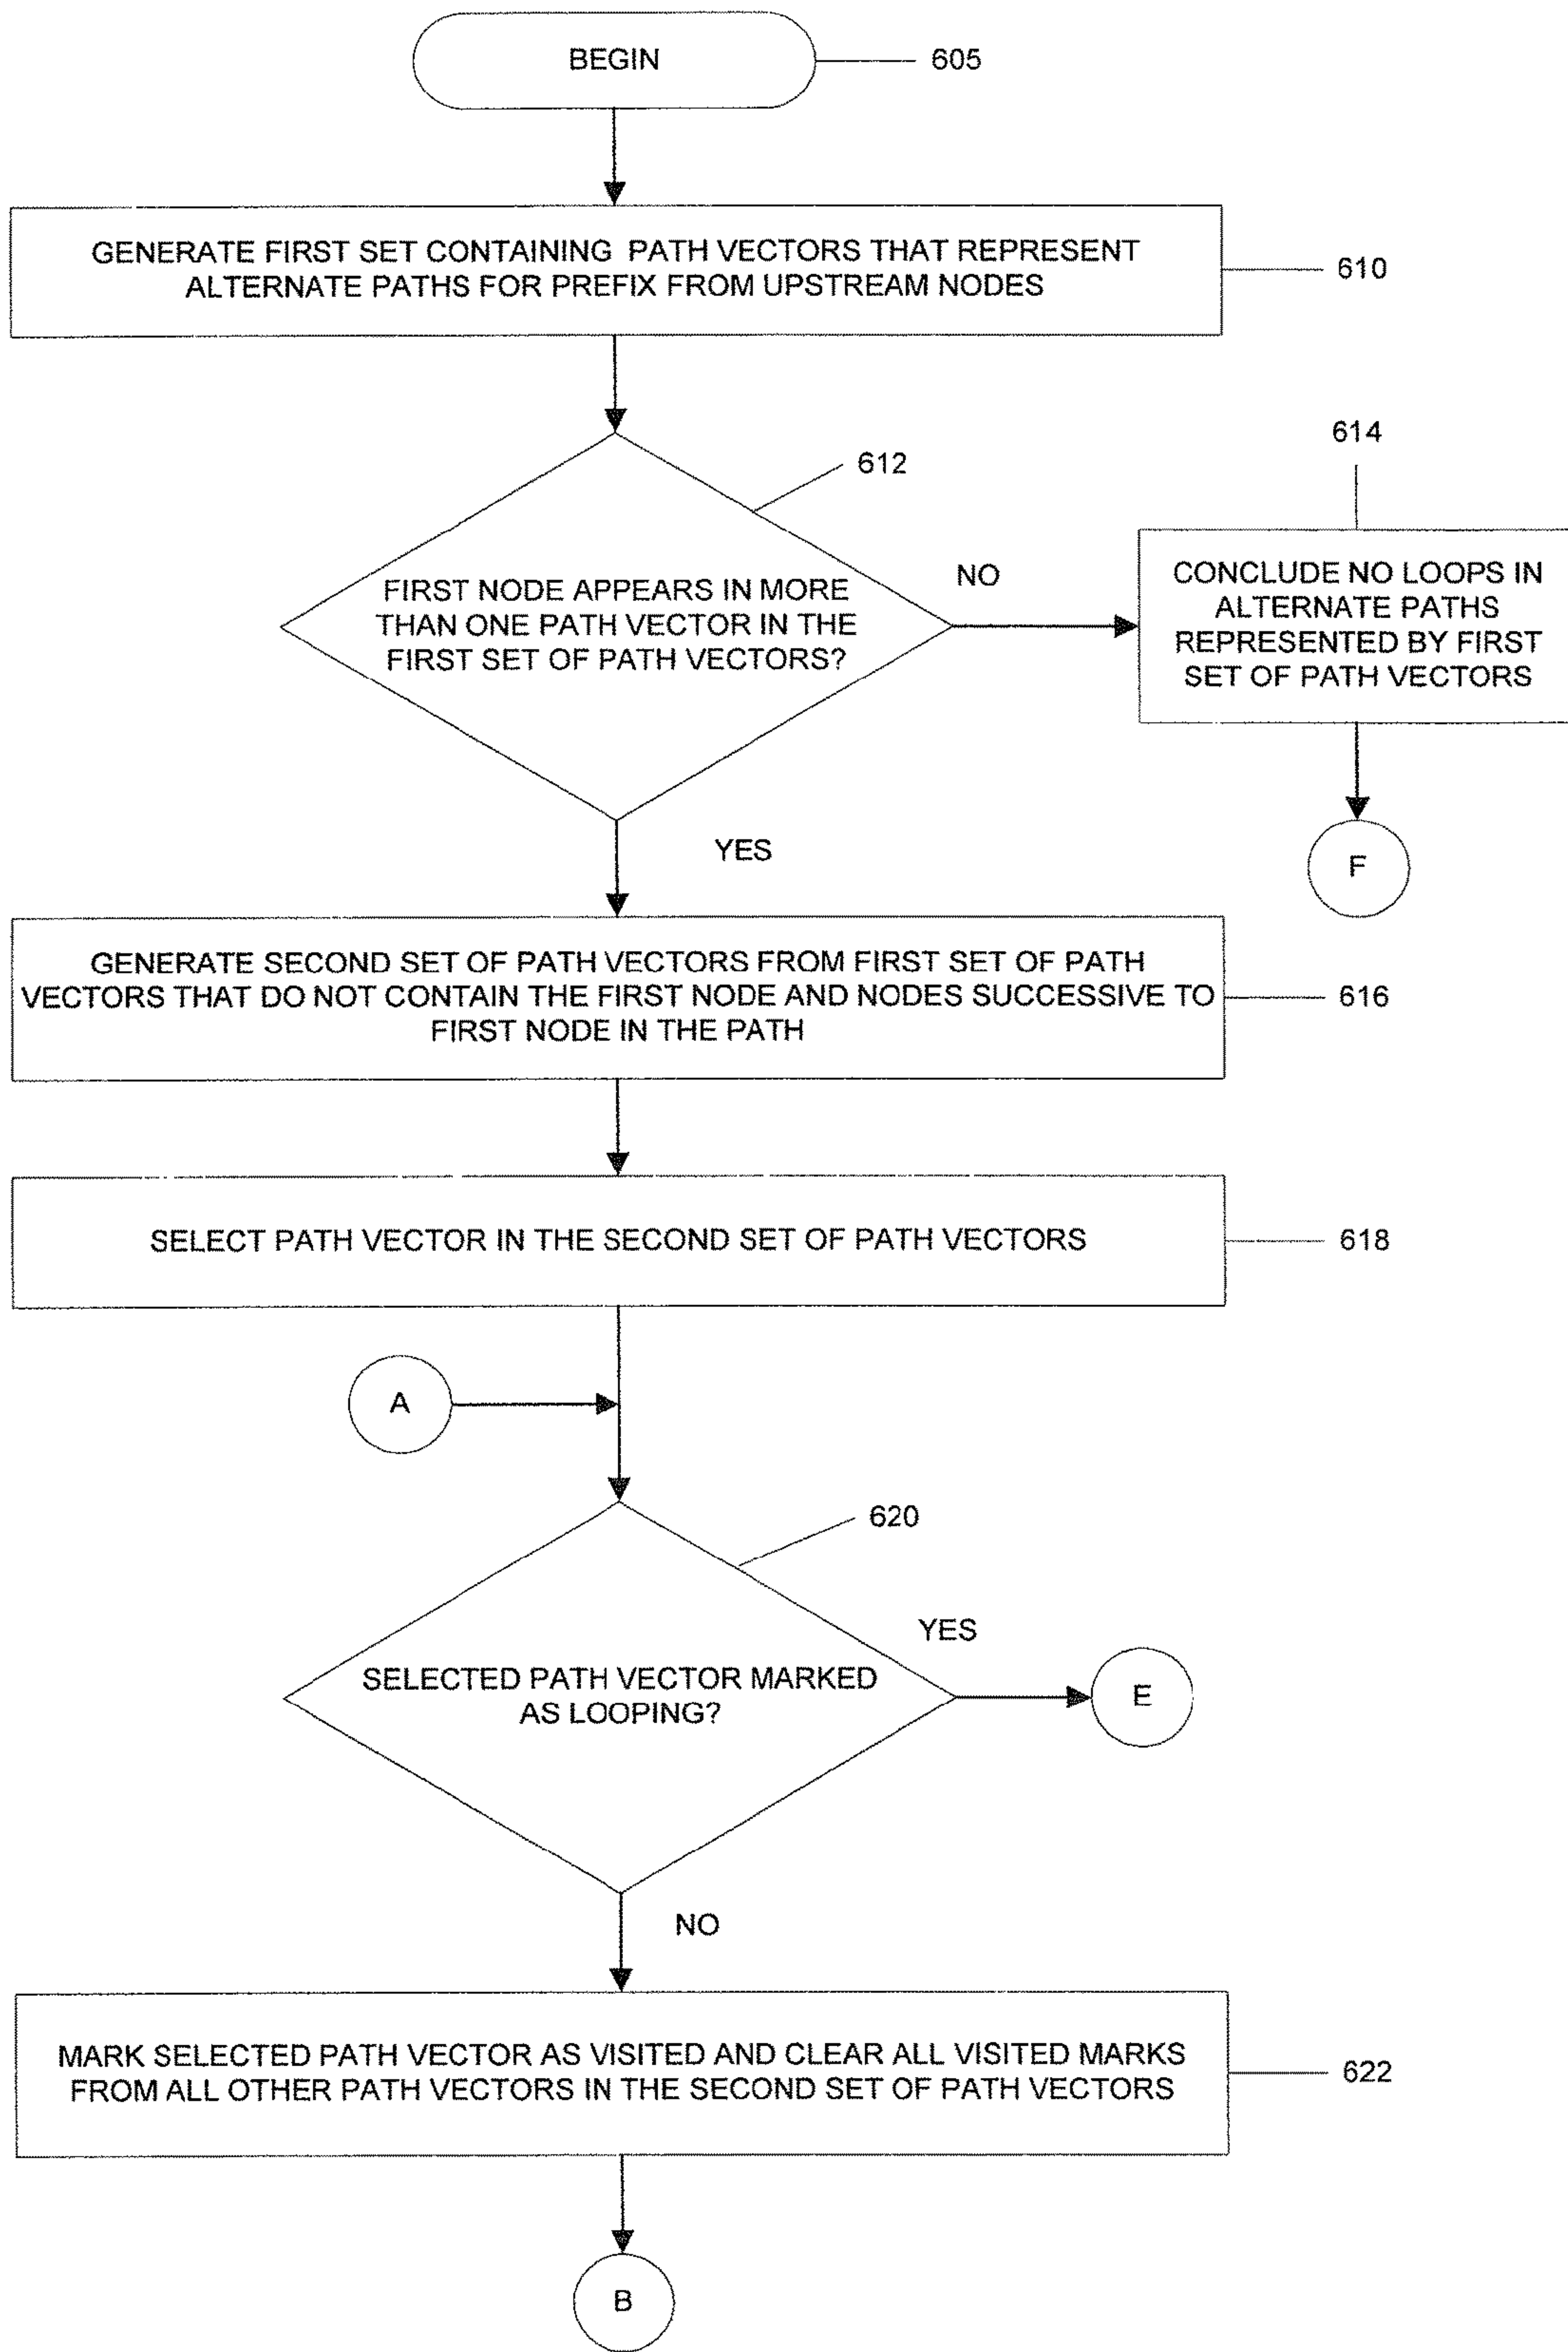 BEGIN
605
GENERATE FIRST SET CONTAINING PATH VECTORS THAT REPRESENT
ALTERNATE PATHS FOR PREFIX FROM UPSTREAM NODES
610
612
614
FIRST NODE APPEARS IN MORE
THAN ONE PATH VECTOR IN THE
FIRST SET OF PATH VECTORS?
NO
CONCLUDE NO LOOPS IN
ALTERNATE PATHS
REPRESENTED BY FIRST
SET OF PATH VECTORS
YES
F
GENERATE SECOND SET OF PATH VECTORS FROM FIRST SET OF PATH
VECTORS THAT DO NOT CONTAIN THE FIRST NODE AND NODES SUCCESSIVE TO
FIRST NODE IN THE PATH
616
SELECT PATH VECTOR IN THE SECOND SET OF PATH VECTORS
618
A
620
SELECTED PATH VECTOR MARKED
AS LOOPING?
YES
E
NO
MARK SELECTED PATH VECTOR AS VISITED AND CLEAR ALL VISITED MARKS
FROM ALL OTHER PATH VECTORS IN THE SECOND SET OF PATH VECTORS
622
B